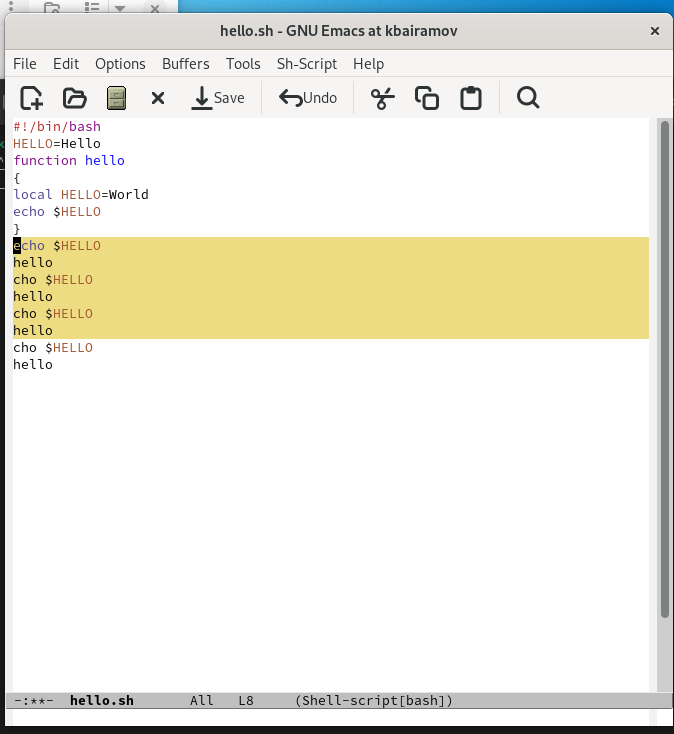 hello.sh - GNU Emacs at kbairamov
File Edit Options Buffers Tools Sh-Script Help
Save Undo
#!/bin/bash
HELLO=Hello
function hello
{
local HELLO=World
echo $HELLO
}
echo $HELLO
hello
cho $HELLO
hello
cho $HELLO
hello
cho $HELLO
hello
-:**- hello.sh All L8 (Shell-script[bash])